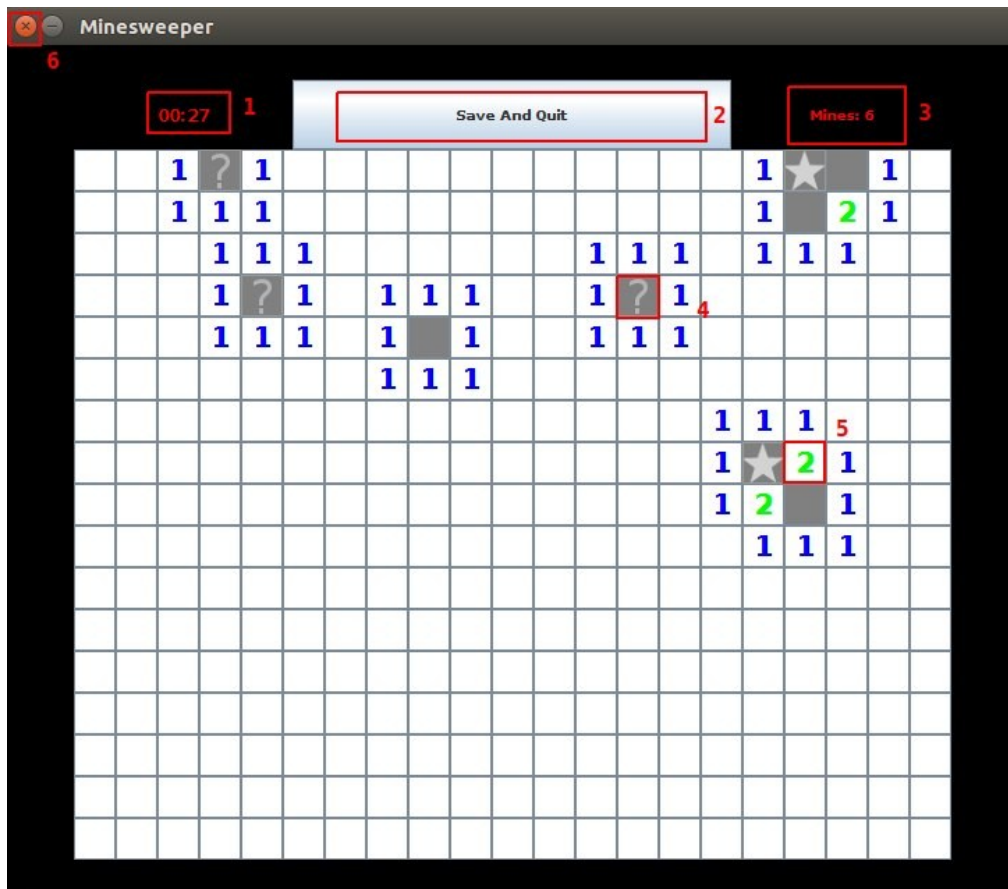 Minesweeper
6
00:27 1 Save And Quit 2 Mines: 6 3
1 ? 1 1 1
1 1 1 1 2 1
1 1 1 1 1 1 1 1 1
1 ? 1 1 1 1 1 ? 1 4
1 1 1 1 1 1 1 1
1 1 1
1 1 1 5
1 2 1
1 2 1
1 1 1